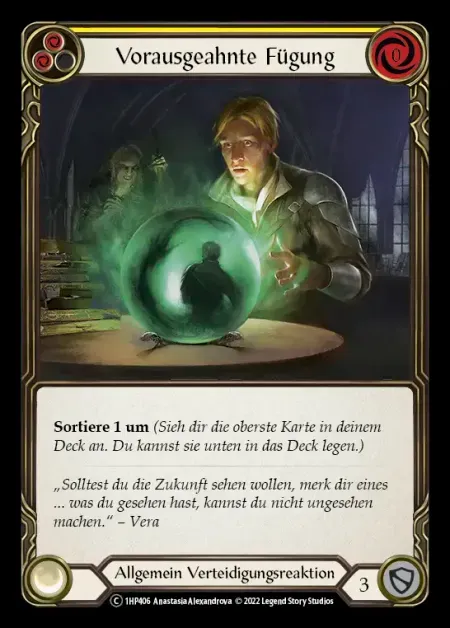 Vorausgeahnte Fügung
0
Sortiere 1 um (Sieh dir die oberste Karte in deinem
Deck an. Du kannst sie unten in das Deck legen.)
„Solltest du die Zukunft sehen wollen, merk dir eines
... was du gesehen hast, kannst du nicht ungesehen
machen.“ – Vera
Allgemein Verteidigungsreaktion
3
C 1HP406 Anastasia Alexandrova © 2022 Legend Story Studios